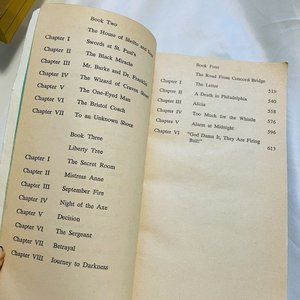 Book Two
The House of Sholto and
Chapter I Swords at St. Paul's
Chapter II The Black Miracle
Chapter III Mr. Burke and Dr. Franklin
Chapter IV The Wizard of Craven Street
Chapter V The One-Eyed Man
Chapter VI The Bristol Coach
Chapter VII To an Unknown Shore
Book Three
Liberty Tree
Chapter I The Secret Room
Chapter II Mistress Anne
Chapter III September Fire
Chapter IV Night of the Axe
Chapter V Decision
Chapter VI The Sergeant
Chapter VII Betrayal
Chapter VIII Journey to Darkness
Book Four
The Road From Concord Bridge
Chapter I The Letter 513
Chapter II A Death in Philadelphia 527
Chapter III Alicia
Chapter IV Too Much for the Whistle 576
Chapter V Alarm at Midnight 596
Chapter VI "God Damn It, They Are Firing 613
Ball!"